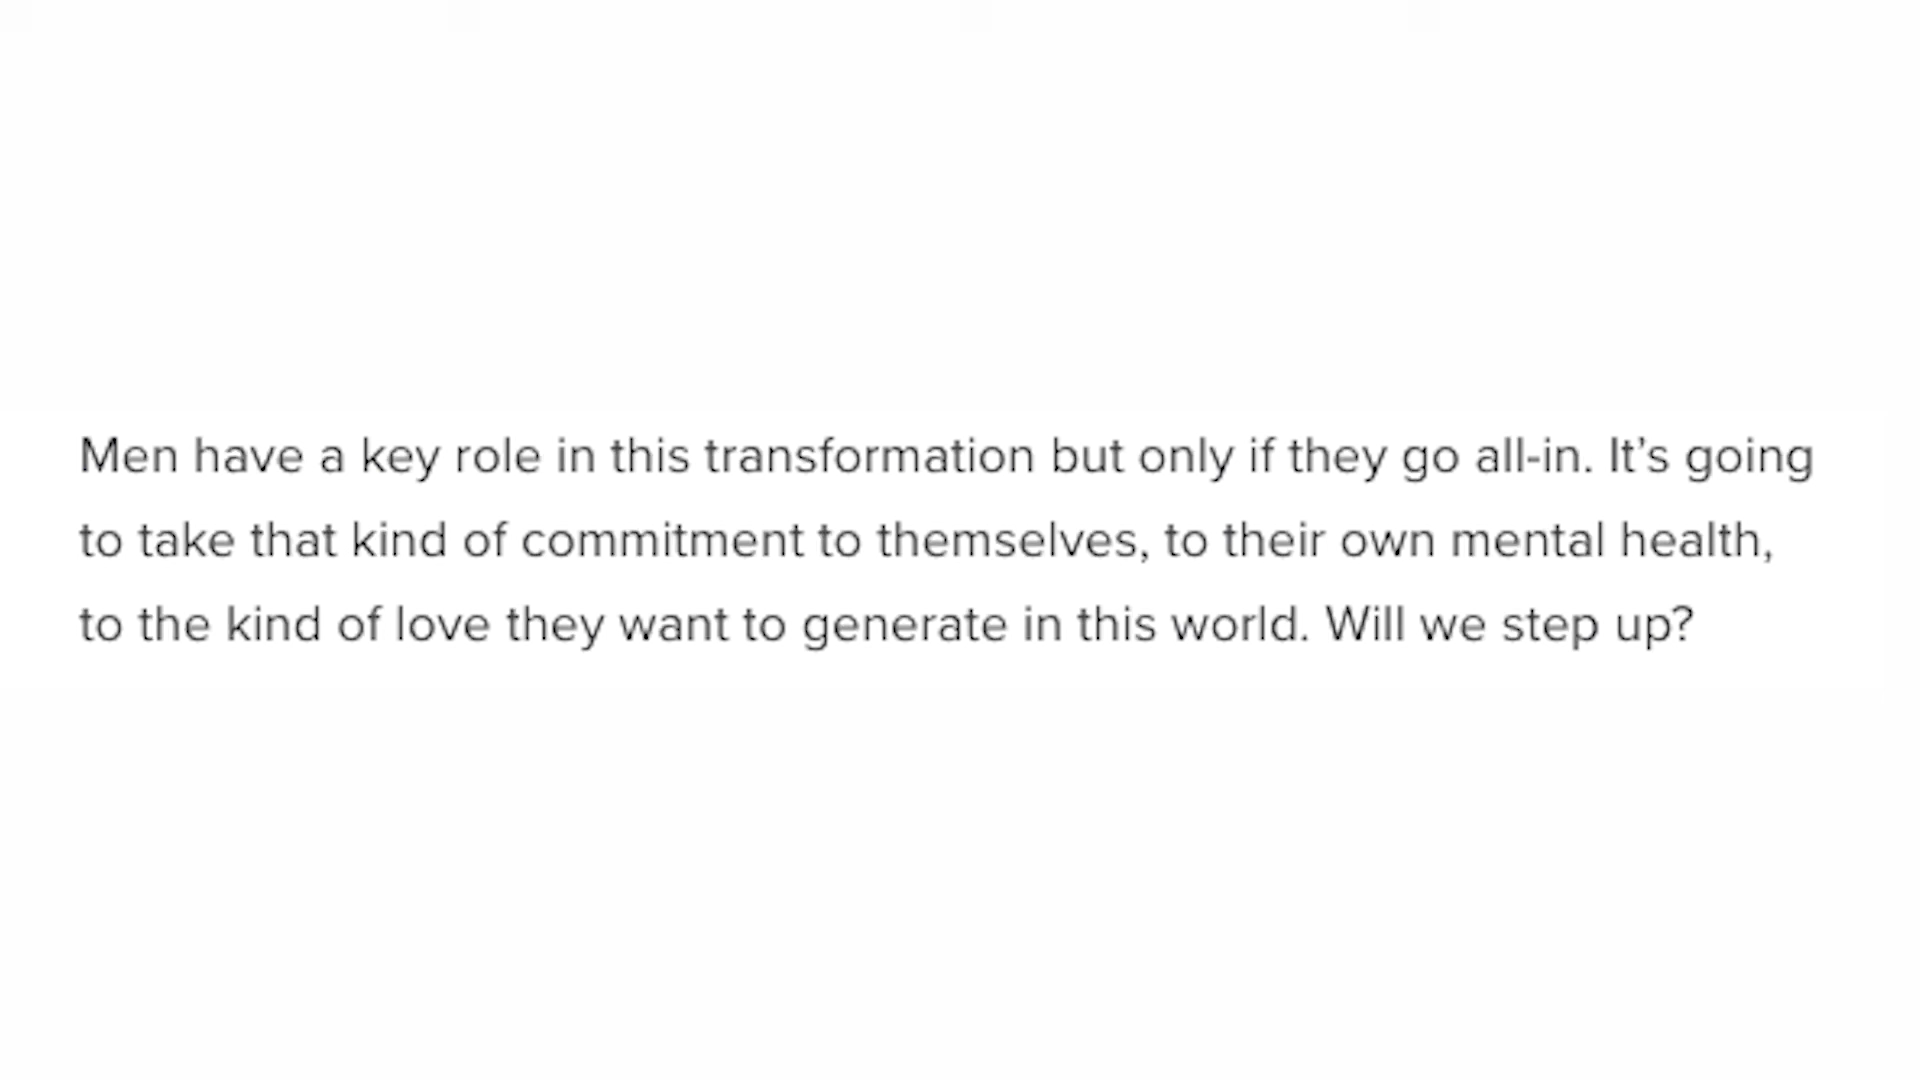 Men have a key role in this transformation but only if they go all-in. It’s going
to take that kind of commitment to themselves, to their own mental health,
to the kind of love they want to generate in this world. Will we step up?